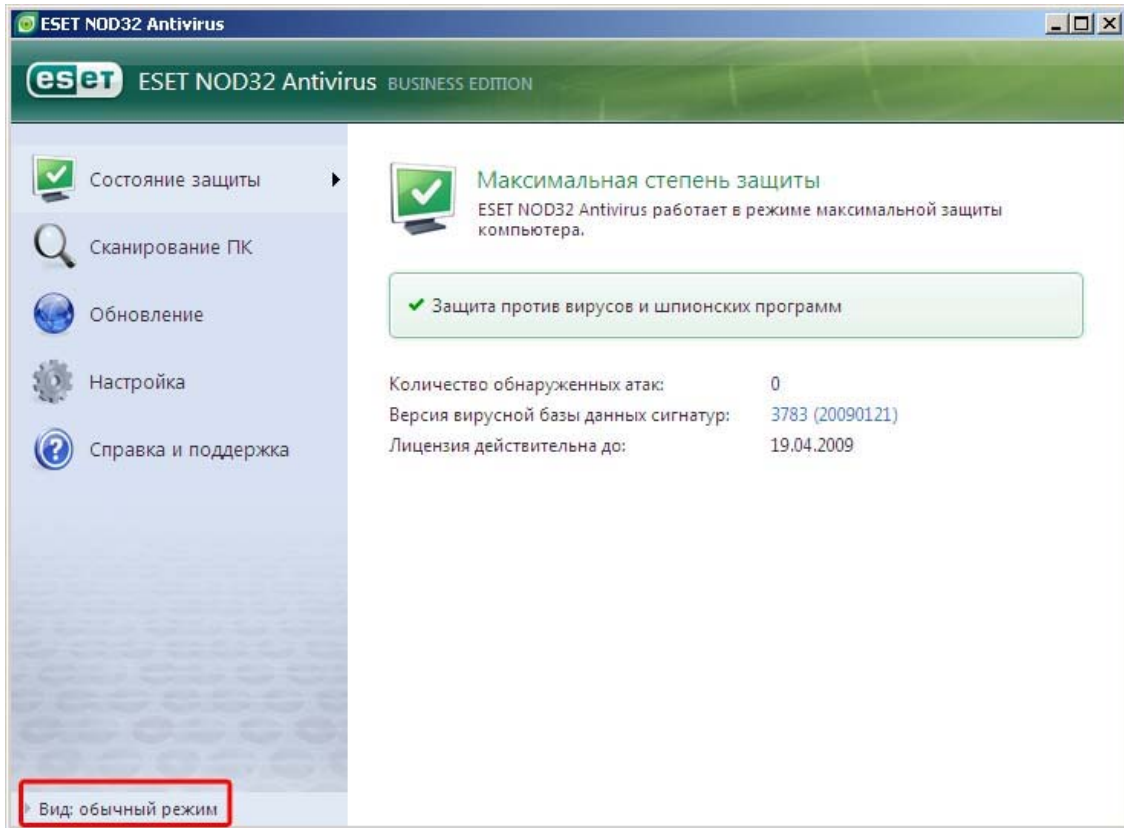 ESET NOD32 Antivirus
eset ESET NOD32 Antivirus BUSINESS EDITION
Состояние защиты
Сканирование ПК
Обновление
Настройка
Справка и поддержка
Вид: обычный режим
Максимальная степень защиты
ESET NOD32 Antivirus работает в режиме максимальной защиты
компьютера.
Защита против вирусов и шпионских программ
Количество обнаруженных атак: 0
Версия вирусной базы данных сигнатур: 3783 (20090121)
Лицензия действительна до: 19.04.2009